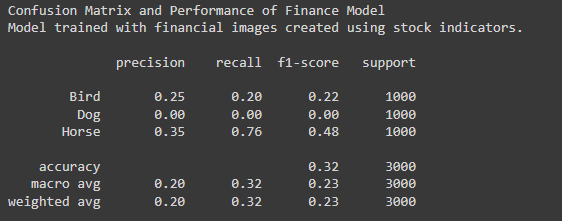 Confusion Matrix and Performance of Finance Model
Model trained with financial images created using stock indicators.
precision recall f1-score support
Bird 0.25 0.20 0.22 1000
Dog 0.00 0.00 0.00 1000
Horse 0.35 0.76 0.48 1000
accuracy 0.32 3000
macro avg 0.20 0.32 0.23 3000
weighted avg 0.20 0.32 0.23 3000